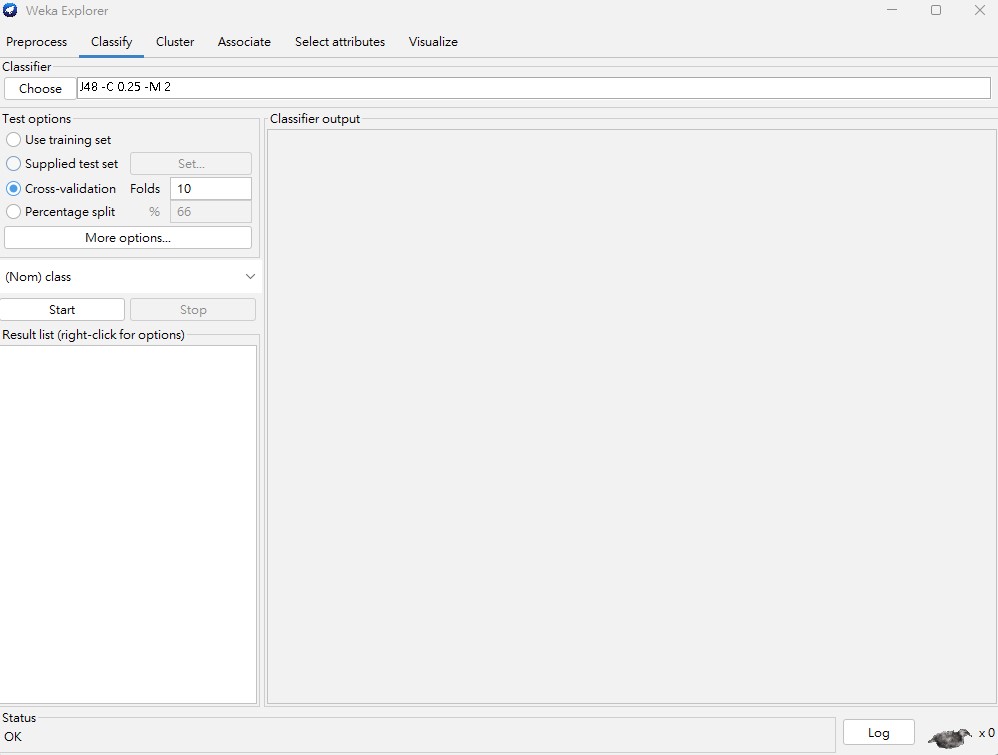 Weka Explorer
Preprocess Classify Cluster Associate Select attributes Visualize
Classifier
Choose J48 -C 0.25 -M 2
Test options
Use training set
Supplied test set Set...
Cross-validation Folds 10
Percentage split % 66
More options...
(Nom) class
Start Stop
Result list (right-click for options)
Classifier output
Status
OK
Log x 0